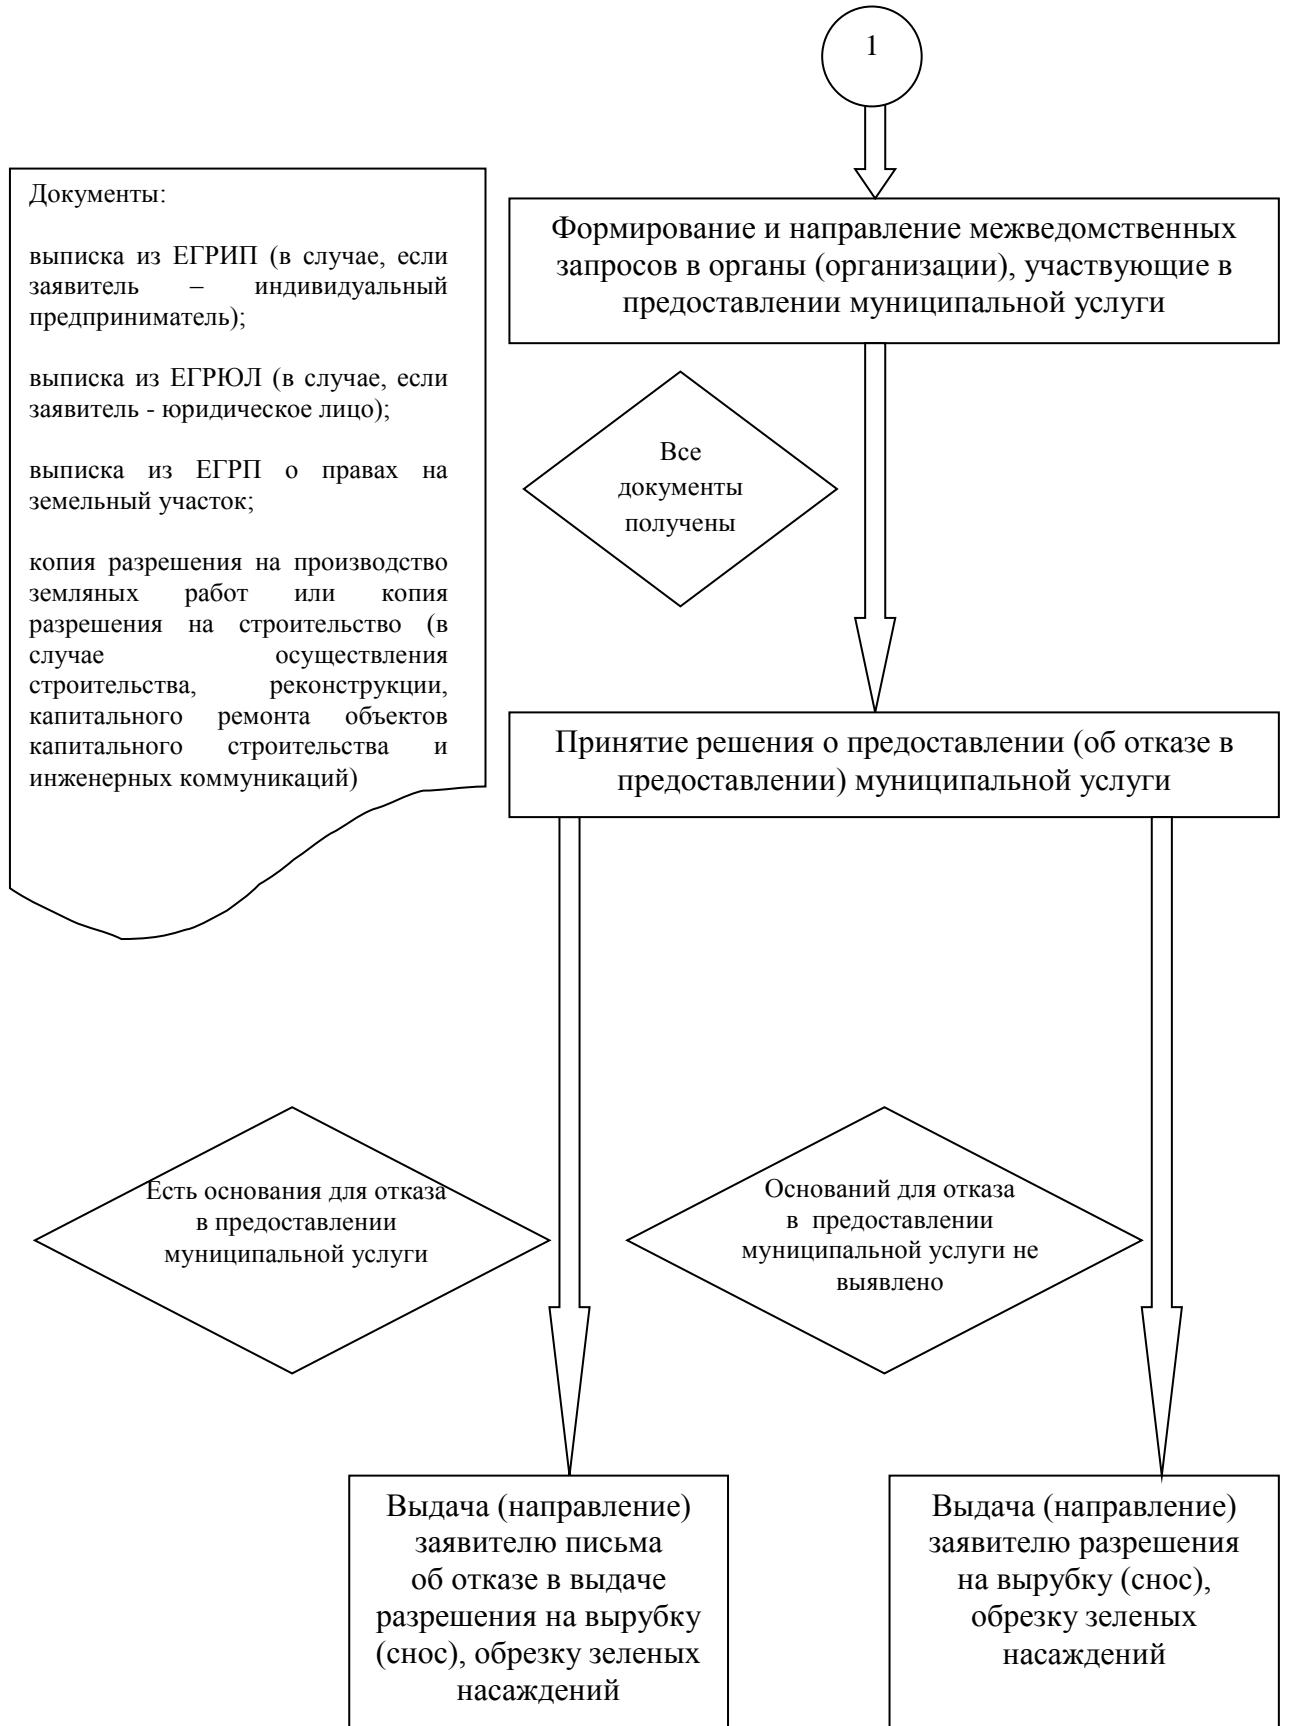 1
Документы:
выписка из ЕГРИП (в случае, если
заявитель – индивидуальный
предприниматель);
выписка из ЕГРЮЛ (в случае, если
заявитель - юридическое лицо);
выписка из ЕГРП о правах на
земельный участок;
копия разрешения на производство
земляных работ или копия
разрешения на строительство (в
случае осуществления
строительства, реконструкции,
капитального ремонта объектов
капитального строительства и
инженерных коммуникаций)
Формирование и направление межведомственных
запросов в органы (организации), участвующие в
предоставлении муниципальной услуги
Все
документы
получены
Принятие решения о предоставлении (об отказе в
предоставлении) муниципальной услуги
Есть основания для отказа
в предоставлении
муниципальной услуги
Оснований для отказа
в предоставлении
муниципальной услуги не
выявлено
Выдача (направление)
заявителю письма
об отказе в выдаче
разрешения на вырубку
(снос), обрезку зеленых
насаждений
Выдача (направление)
заявителю разрешения
на вырубку (снос),
обрезку зеленых
насаждений